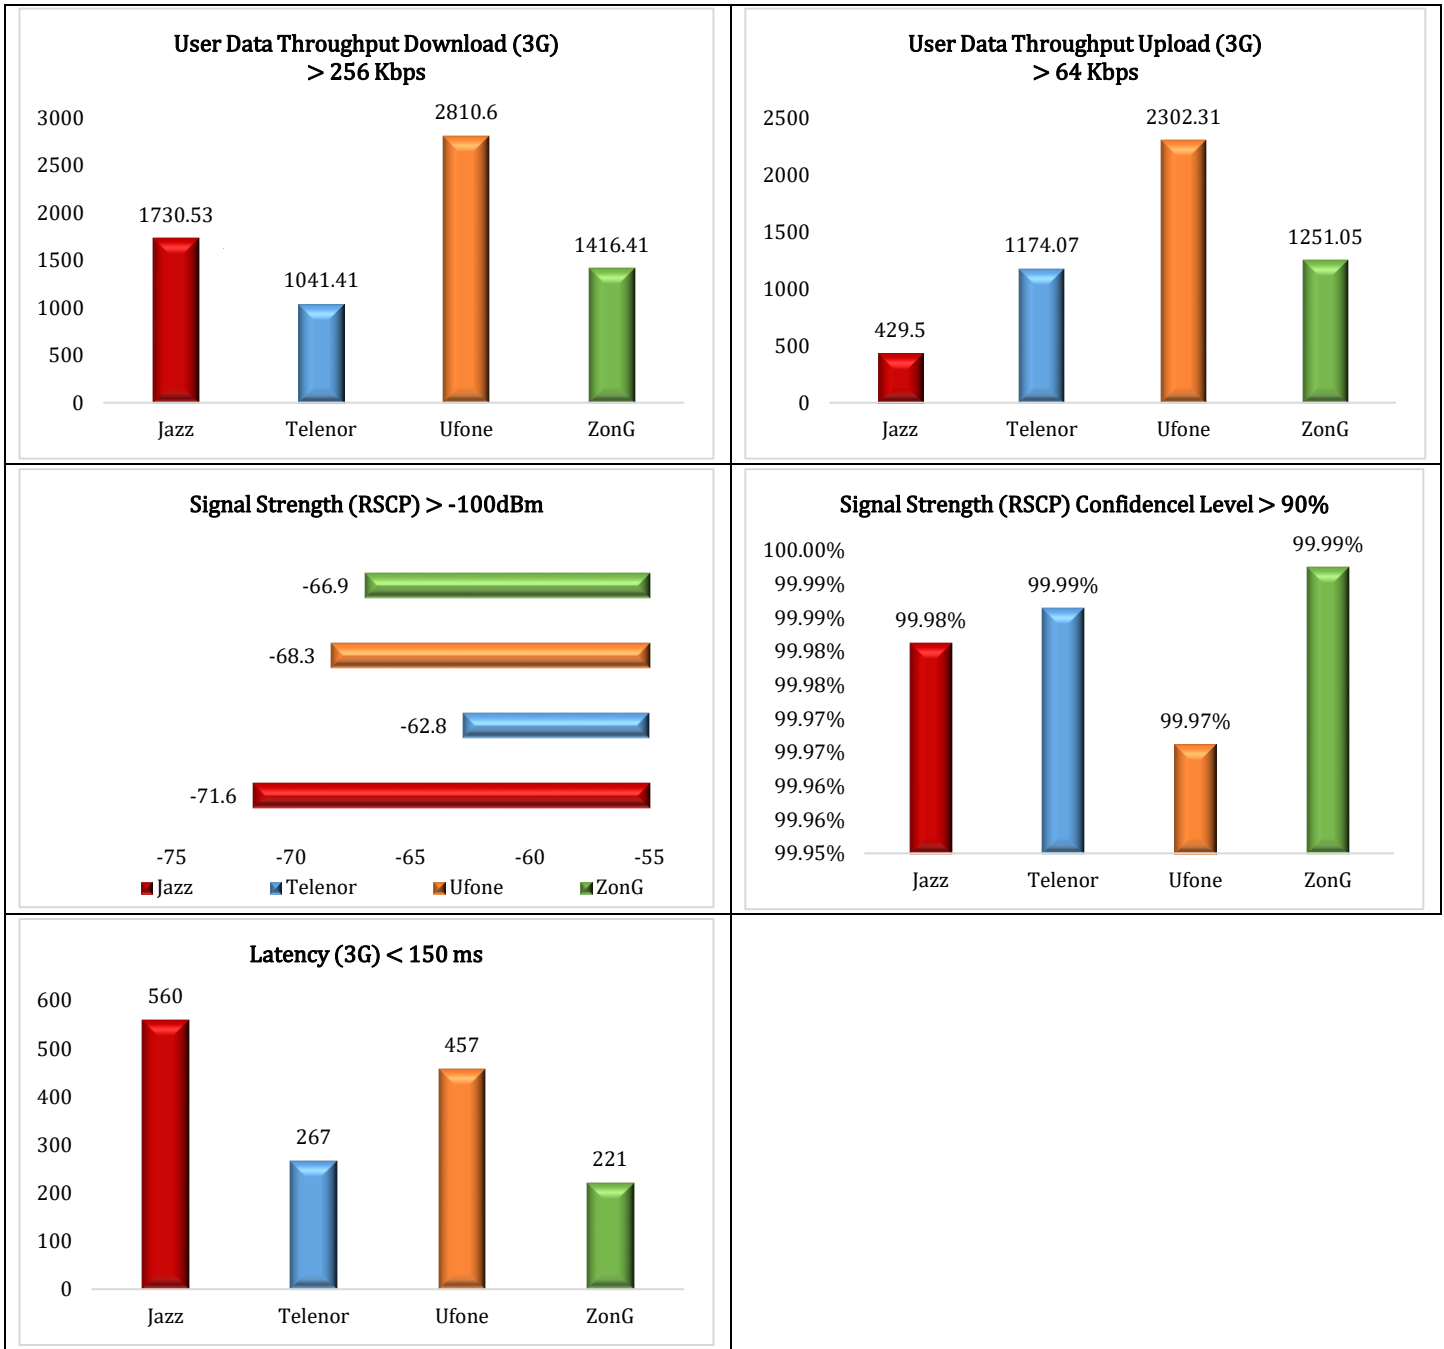 User Data Throughput Download (3G)
> 256 Kbps
3000
2500
2000
1500
1000
500
0
1730.53
1041.41
2810.6
1416.41
Jazz
Telenor
Ufone
ZonG
User Data Throughput Upload (3G)
> 64 Kbps
2500
2000
1500
1000
500
0
429.5
1174.07
2302.31
1251.05
Jazz
Telenor
Ufone
ZonG
Signal Strength (RSCP) > -100dBm
-66.9
-68.3
-62.8
-71.6
-75
-70
-65
-60
-55
Jazz
Telenor
Ufone
ZonG
Signal Strength (RSCP) Confidencel Level > 90%
100.00%
99.99%
99.99%
99.98%
99.98%
99.97%
99.97%
99.96%
99.96%
99.95%
99.98%
99.99%
99.97%
99.99%
Jazz
Telenor
Ufone
ZonG
Latency (3G) < 150 ms
600
500
400
300
200
100
0
560
267
457
221
Jazz
Telenor
Ufone
ZonG